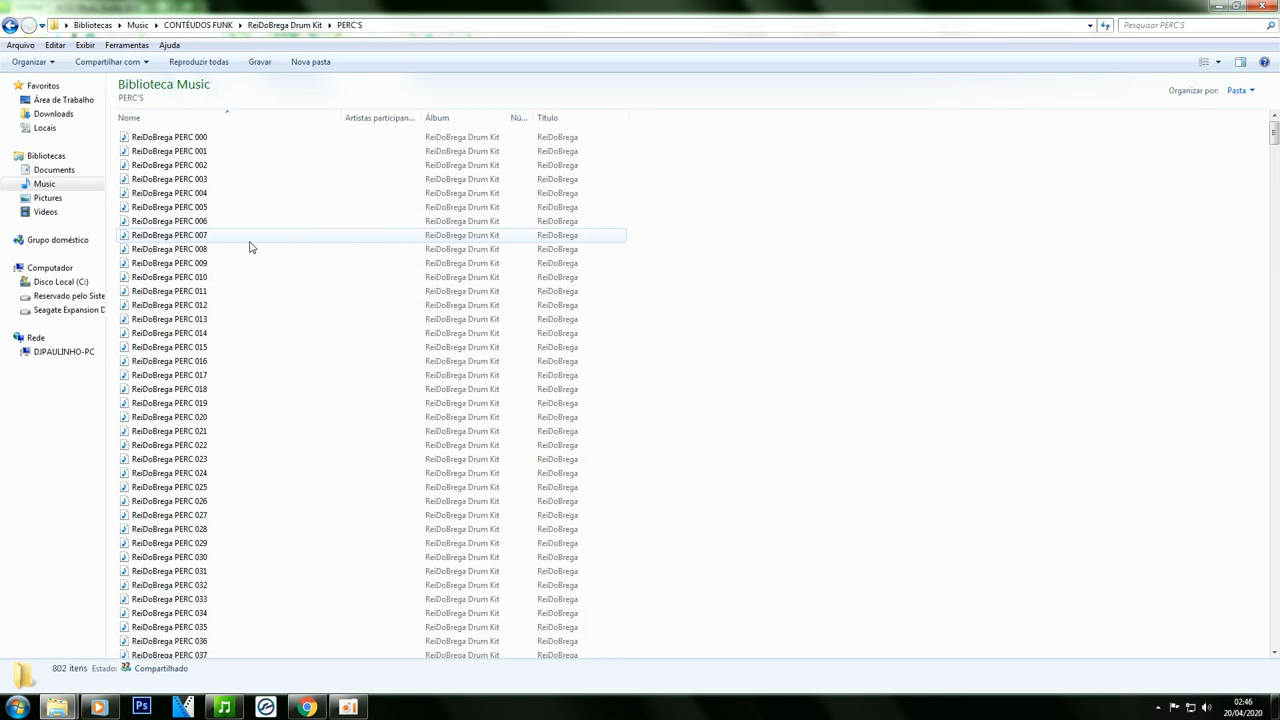 Bibliotecas ▸ Music ▸ CONTÉUDOS FUNK ▸ ReiDoBrega Drum Kit ▸ PERC'S
Pesquisar PERC'S
Arquivo Editar Exibir Ferramentas Ajuda
Organizar Compartilhar com Reproduzir todas Gravar Nova pasta
Favoritos
Área de Trabalho
Downloads
Locais
Bibliotecas
Documents
Music
Pictures
Videos
Grupo doméstico
Computador
Disco Local (C:)
Reservado pelo Siste
Seagate Expansion D
Rede
DJPAULINHO-PC
Biblioteca Music
PERC'S
Organizar por: Pasta
Nome Artistas participan... Álbum Nú... Título
ReiDoBrega PERC 000 ReiDoBrega Drum Kit ReiDoBrega
ReiDoBrega PERC 001 ReiDoBrega Drum Kit ReiDoBrega
ReiDoBrega PERC 002 ReiDoBrega Drum Kit ReiDoBrega
ReiDoBrega PERC 003 ReiDoBrega Drum Kit ReiDoBrega
ReiDoBrega PERC 004 ReiDoBrega Drum Kit ReiDoBrega
ReiDoBrega PERC 005 ReiDoBrega Drum Kit ReiDoBrega
ReiDoBrega PERC 006 ReiDoBrega Drum Kit ReiDoBrega
ReiDoBrega PERC 007 ReiDoBrega Drum Kit ReiDoBrega
ReiDoBrega PERC 008 ReiDoBrega Drum Kit ReiDoBrega
ReiDoBrega PERC 009 ReiDoBrega Drum Kit ReiDoBrega
ReiDoBrega PERC 010 ReiDoBrega Drum Kit ReiDoBrega
ReiDoBrega PERC 011 ReiDoBrega Drum Kit ReiDoBrega
ReiDoBrega PERC 012 ReiDoBrega Drum Kit ReiDoBrega
ReiDoBrega PERC 013 ReiDoBrega Drum Kit ReiDoBrega
ReiDoBrega PERC 014 ReiDoBrega Drum Kit ReiDoBrega
ReiDoBrega PERC 015 ReiDoBrega Drum Kit ReiDoBrega
ReiDoBrega PERC 016 ReiDoBrega Drum Kit ReiDoBrega
ReiDoBrega PERC 017 ReiDoBrega Drum Kit ReiDoBrega
ReiDoBrega PERC 018 ReiDoBrega Drum Kit ReiDoBrega
ReiDoBrega PERC 019 ReiDoBrega Drum Kit ReiDoBrega
ReiDoBrega PERC 020 ReiDoBrega Drum Kit ReiDoBrega
ReiDoBrega PERC 021 ReiDoBrega Drum Kit ReiDoBrega
ReiDoBrega PERC 022 ReiDoBrega Drum Kit ReiDoBrega
ReiDoBrega PERC 023 ReiDoBrega Drum Kit ReiDoBrega
ReiDoBrega PERC 024 ReiDoBrega Drum Kit ReiDoBrega
ReiDoBrega PERC 025 ReiDoBrega Drum Kit ReiDoBrega
ReiDoBrega PERC 026 ReiDoBrega Drum Kit ReiDoBrega
ReiDoBrega PERC 027 ReiDoBrega Drum Kit ReiDoBrega
ReiDoBrega PERC 028 ReiDoBrega Drum Kit ReiDoBrega
ReiDoBrega PERC 029 ReiDoBrega Drum Kit ReiDoBrega
ReiDoBrega PERC 030 ReiDoBrega Drum Kit ReiDoBrega
ReiDoBrega PERC 031 ReiDoBrega Drum Kit ReiDoBrega
ReiDoBrega PERC 032 ReiDoBrega Drum Kit ReiDoBrega
ReiDoBrega PERC 033 ReiDoBrega Drum Kit ReiDoBrega
ReiDoBrega PERC 034 ReiDoBrega Drum Kit ReiDoBrega
ReiDoBrega PERC 035 ReiDoBrega Drum Kit ReiDoBrega
ReiDoBrega PERC 036 ReiDoBrega Drum Kit ReiDoBrega
ReiDoBrega PERC 037 ReiDoBrega Drum Kit ReiDoBrega
802 itens Estado: Compartilhado
Ps
02:46
20/04/2020